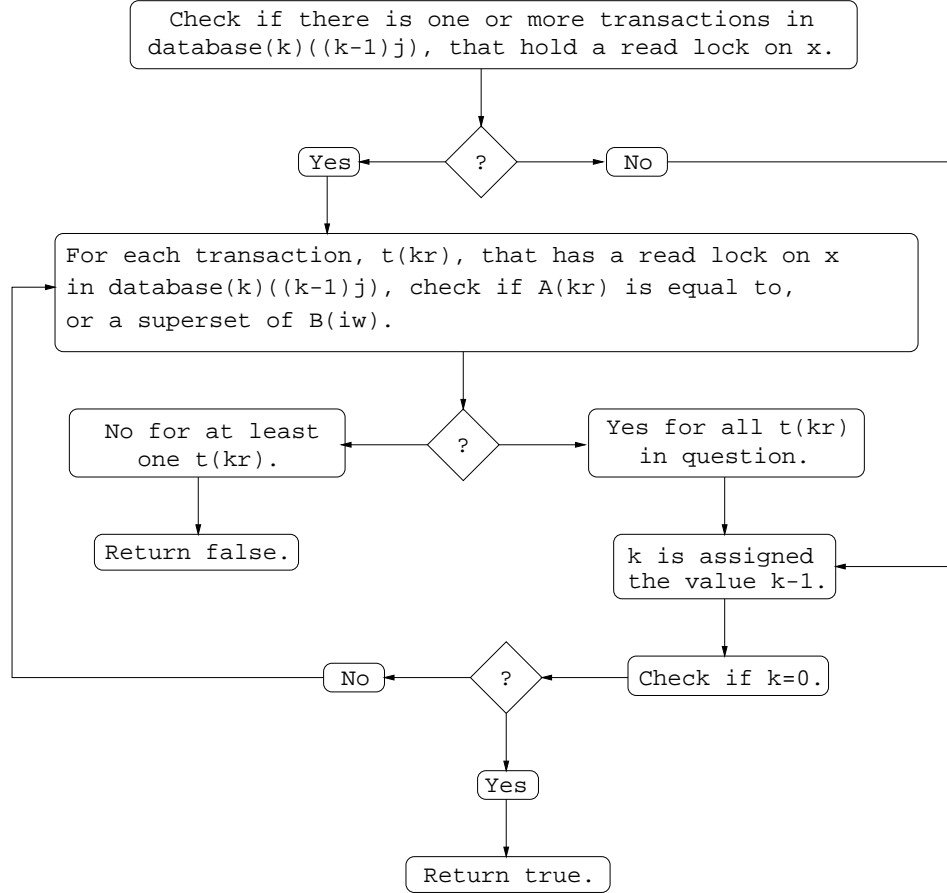 Check if there is one or more transactions in
database(k)((k-1)j), that hold a read lock on x.
Yes
?
No
For each transaction, t(kr), that has a read lock on x
in database(k)((k-1)j), check if A(kr) is equal to,
or a superset of B(iw).
No for at least
one t(kr).
?
Yes for all t(kr)
in question.
Return false.
k is assigned
the value k-1.
No
?
Check if k=0.
Yes
Return true.